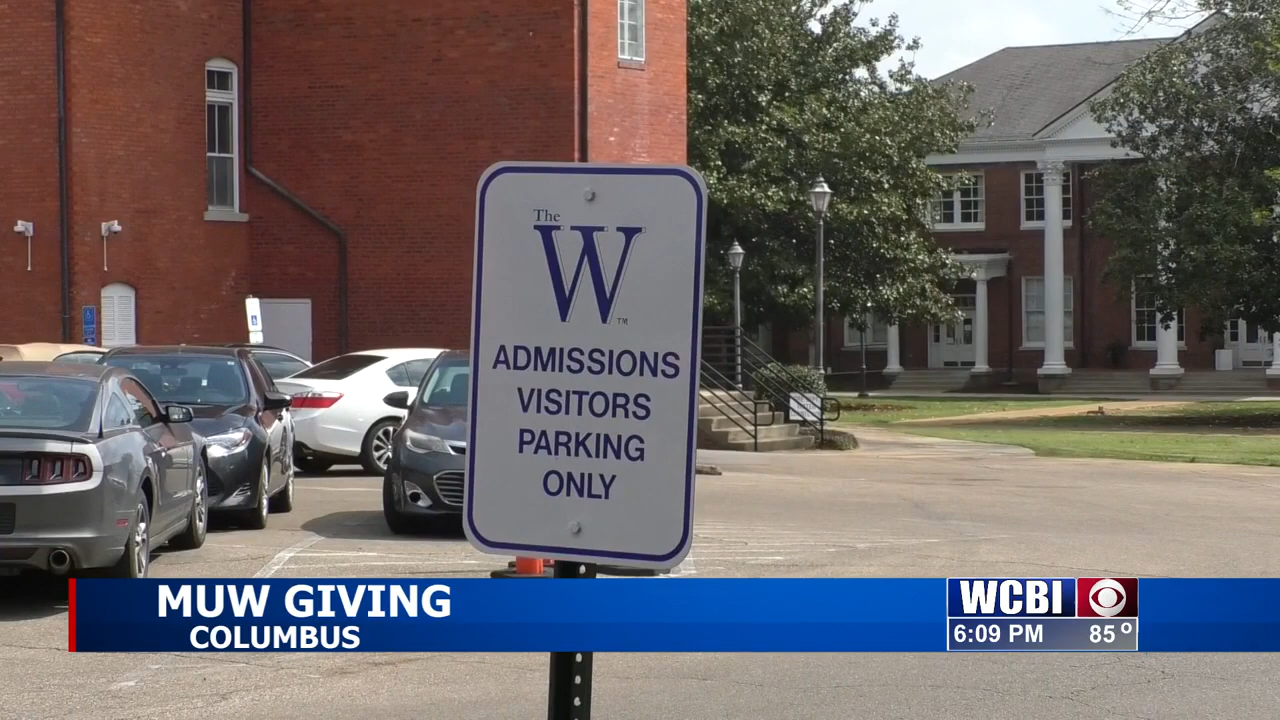 The
W
TM
ADMISSIONS
VISITORS
PARKING
ONLY
MUW GIVING
COLUMBUS
WCBI
6:09 PM 85°